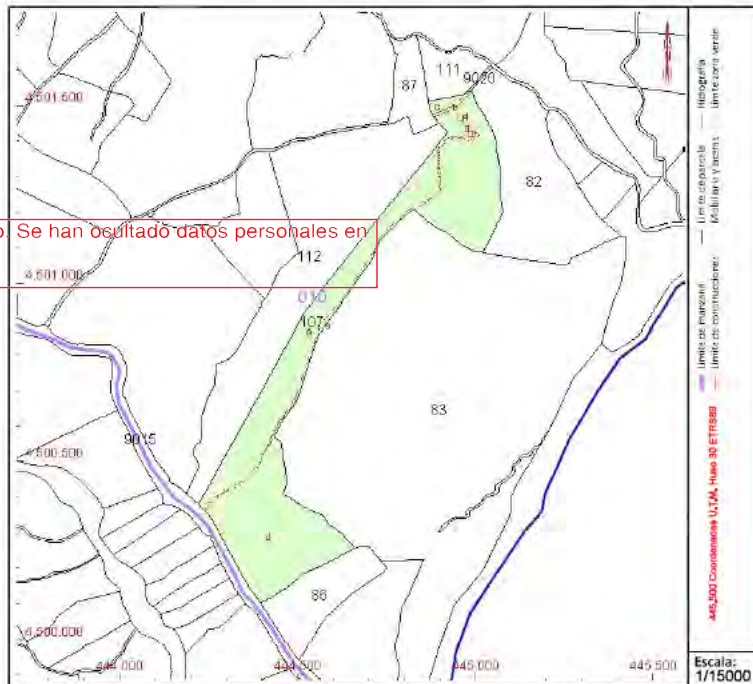 111
9020
87
4,501,500
82
o. Se han ocultado datos personales en
112
4,501,000
010
107
83
9015
4,500,500
86
4,500,000
444,000
444,500
445,000
445,500
Límite de manzana
Límite de construcciones
Límite de parcela
Mobiliario y aceras
Hidrografía
Límite zona verde
445,500 Coordenadas U.T.M. Huso 30 ETRS89
Escala:
1/15000